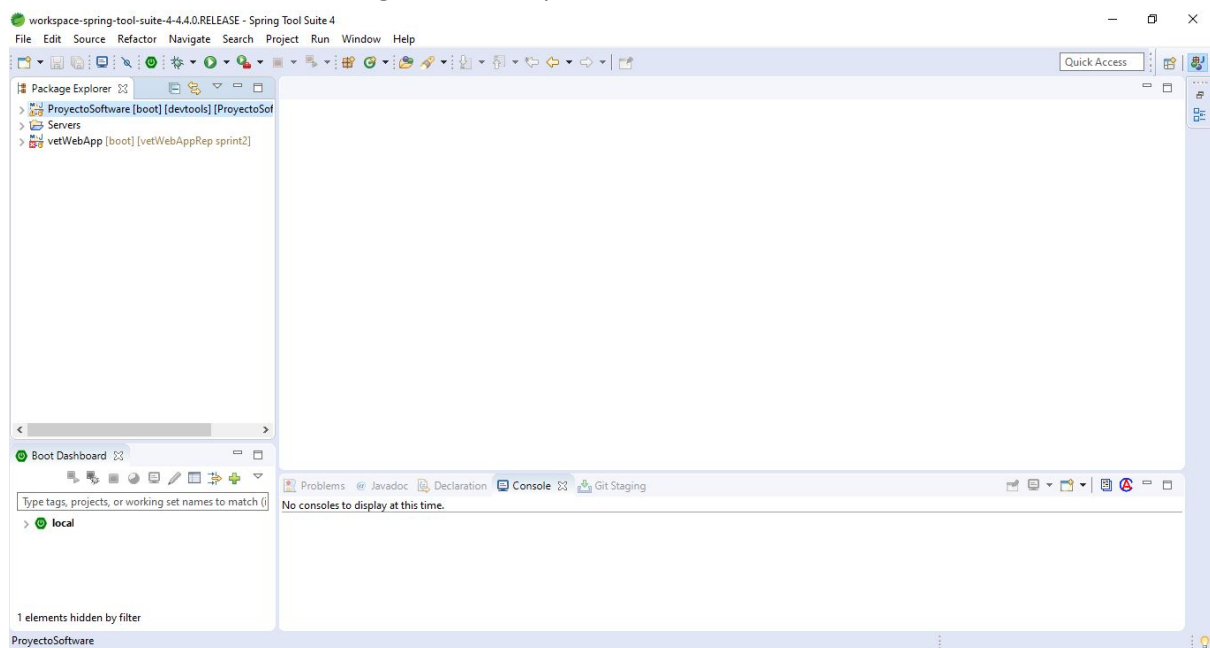 workspace-spring-tool-suite-4-4.4.0.RELEASE - Spring Tool Suite 4
File Edit Source Refactor Navigate Search Project Run Window Help
Quick Access
Package Explorer
ProyectoSoftware [boot] [devtools] [ProyectoSof
Servers
vetWebApp [boot] [vetWebAppRep sprint2]
Boot Dashboard
Type tags, projects, or working set names to match (i
local
1 elements hidden by filter
Problems Javadoc Declaration Console Git Staging
No consoles to display at this time.
ProyectoSoftware